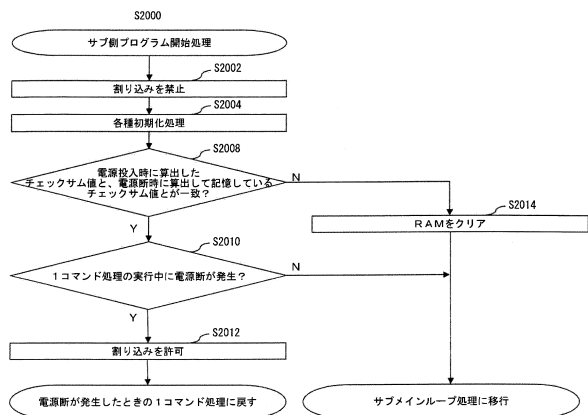 S2000
サブ側プログラム開始処理
S2002
割り込みを禁止
S2004
各種初期化処理
S2008
電源投入時に算出した
チェックサム値と、電源断時に算出して記憶している
チェックサム値とが一致？
N
Y
S2014
RAMをクリア
S2010
1コマンド処理の実行中に電源断が発生？
N
Y
S2012
割り込みを許可
電源断が発生したときの1コマンド処理に戻す
サブメインループ処理に移行